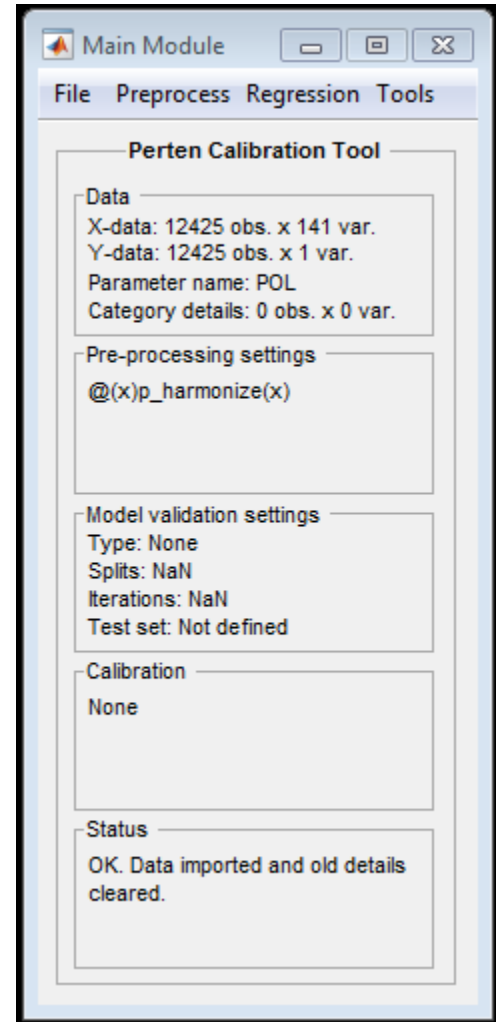 Main Module
File Preprocess Regression Tools
Perten Calibration Tool
Data
X-data: 12425 obs. x 141 var.
Y-data: 12425 obs. x 1 var.
Parameter name: POL
Category details: 0 obs. x 0 var.
Pre-processing settings
@(x)p_harmonize(x)
Model validation settings
Type: None
Splits: NaN
Iterations: NaN
Test set: Not defined
Calibration
None
Status
OK. Data imported and old details
cleared.